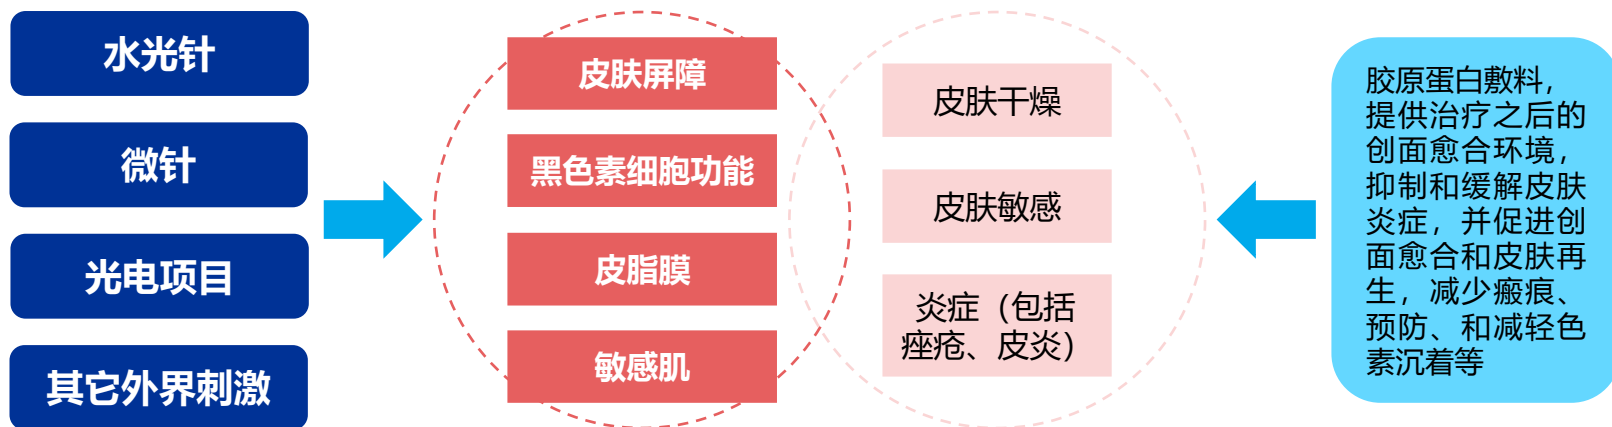 水光针
微针
光电项目
其它外界刺激
皮肤屏障
黑色素细胞功能
皮脂膜
敏感肌
皮肤干燥
皮肤敏感
炎症（包括
痤疮、皮炎）
胶原蛋白敷料，
提供治疗之后的
创面愈合环境，
抑制和缓解皮肤
炎症，并促进创
面愈合和皮肤再
生，减少瘢痕、
预防、和减轻色
素沉着等